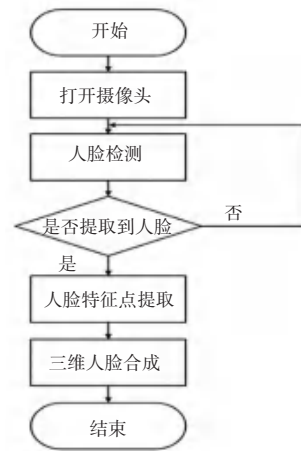 开始
打开摄像头
人脸检测
是否提取到人脸
否
是
人脸特征点提取
三维人脸合成
结束